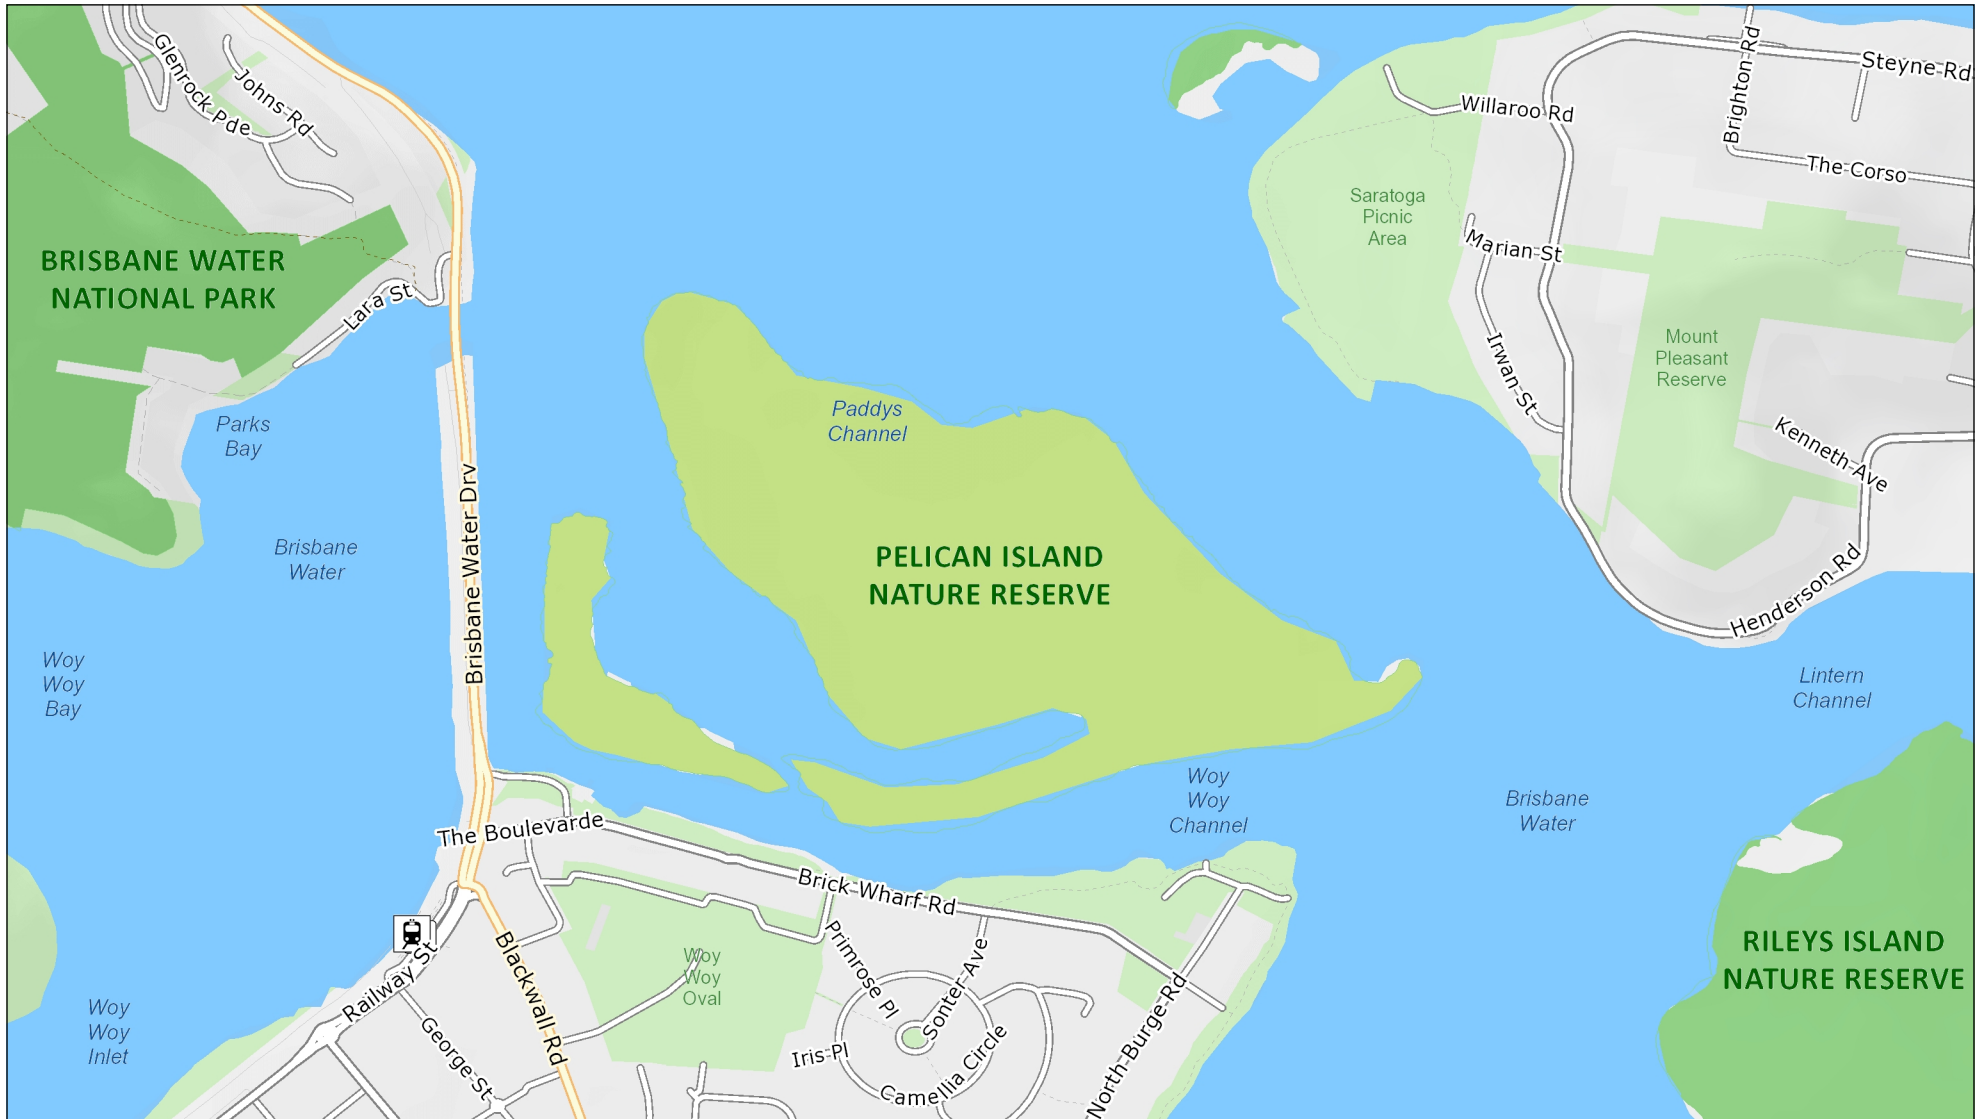 Glenrock Pde
Johns Rd
Steyne Rd
Brighton Rd
Willaroo Rd
The Corso
Saratoga
Picnic
Area
Marian St
BRISBANE WATER
NATIONAL PARK
Lara St
Irwan St
Mount
Pleasant
Reserve
Parks
Bay
Paddys
Channel
Kenneth Ave
Brisbane Water Drv
Brisbane
Water
PELICAN ISLAND
NATURE RESERVE
Henderson Rd
Woy
Woy
Bay
Lintern
Channel
Woy
Woy
Channel
Brisbane
Water
The Boulevarde
Brick Wharf Rd
Railway St
Blackwall Rd
Woy
Woy
Oval
Primrose Pl
Sonter Ave
North Burge Rd
RILEYS ISLAND
NATURE RESERVE
Woy
Woy
Inlet
George St
Iris Pl
Camellia Circle